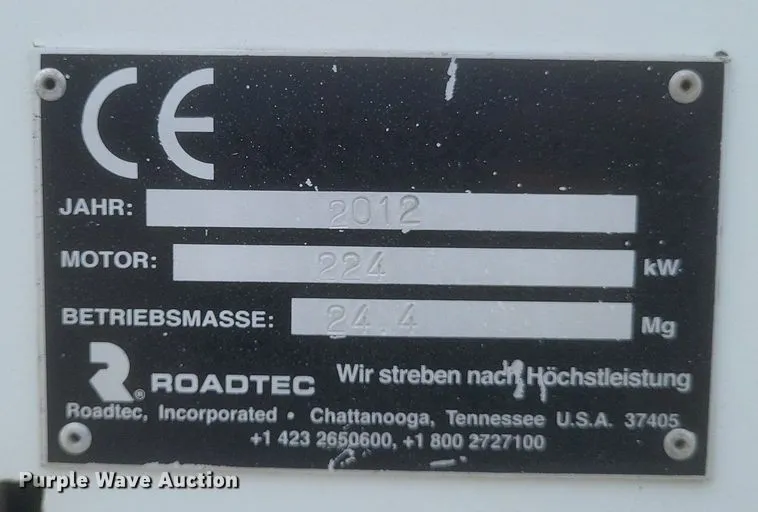 CE
JAHR: 2012
MOTOR: 224 kW
BETRIEBSMASSE: 24.4 Mg
R® ROADTEC Wir streben nach Höchstleistung
Roadtec, Incorporated • Chattanooga, Tennessee U.S.A. 37405
+1 423 2650600, +1 800 2727100
Purple Wave Auction